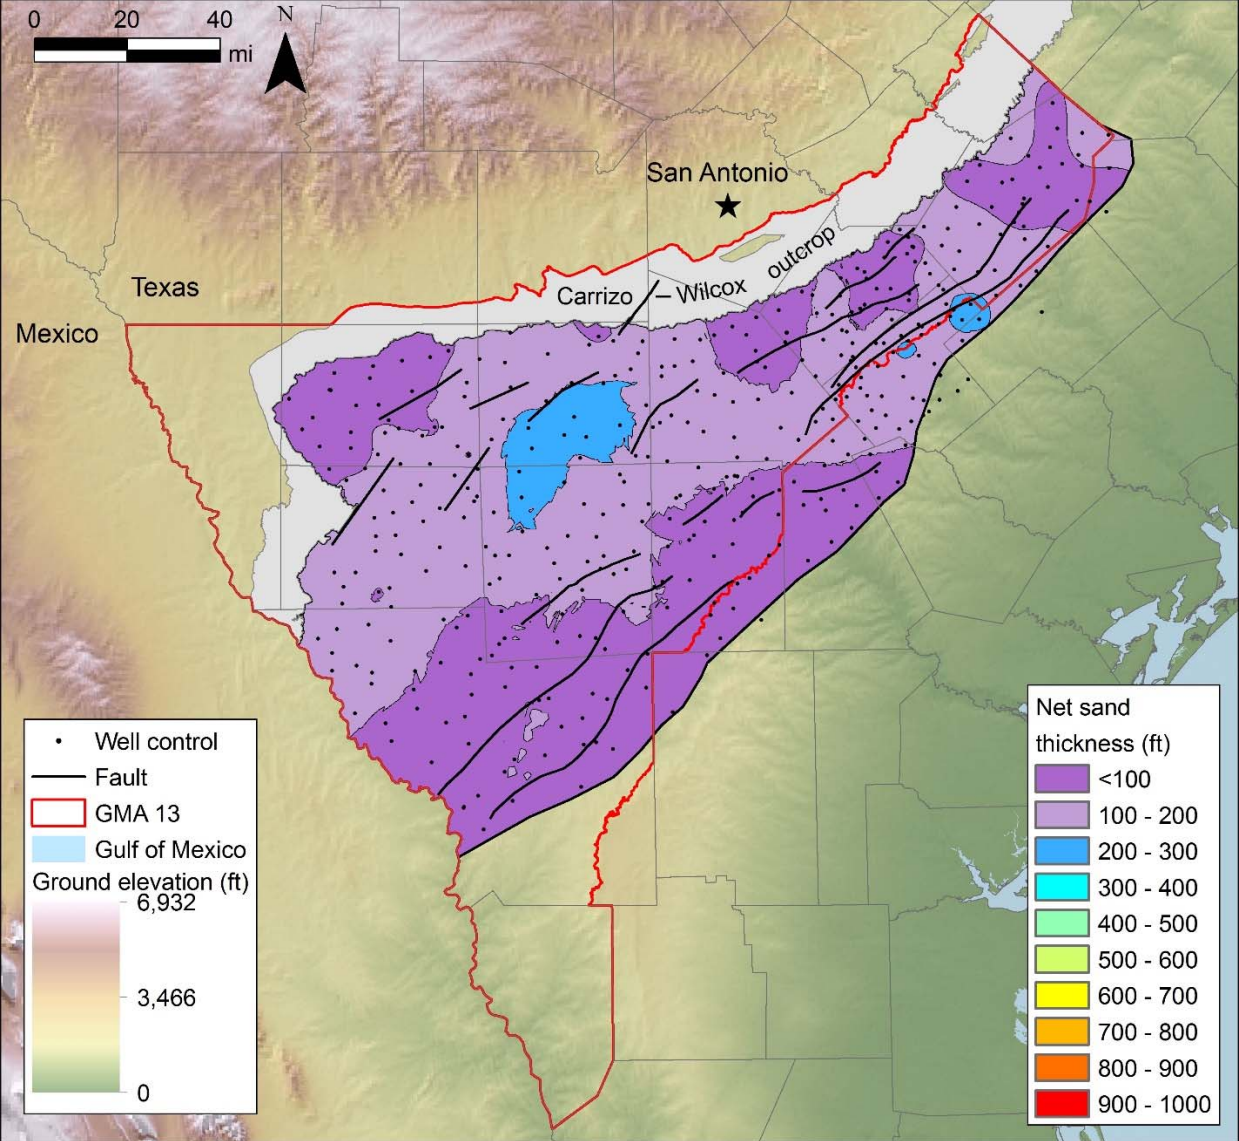 0 20 40
mi
N
San Antonio
Texas
Mexico
Carrizo – Wilcox outcrop
Well control
Fault
GMA 13
Gulf of Mexico
Ground elevation (ft)
6,932
3,466
0
Net sand
thickness (ft)
<100
100 - 200
200 - 300
300 - 400
400 - 500
500 - 600
600 - 700
700 - 800
800 - 900
900 - 1000